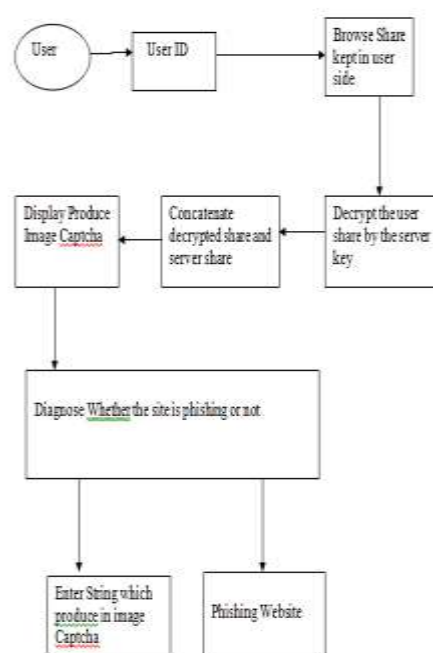 User
User ID
Browse Share
kept in user
side
Decrypt the user
share by the server
key
Concatenate
decrypted share and
server share
Display Produce
Image Captcha
Diagnose Whether the site is phishing or not
Enter String which
produce in image
Captcha
Phishing Website